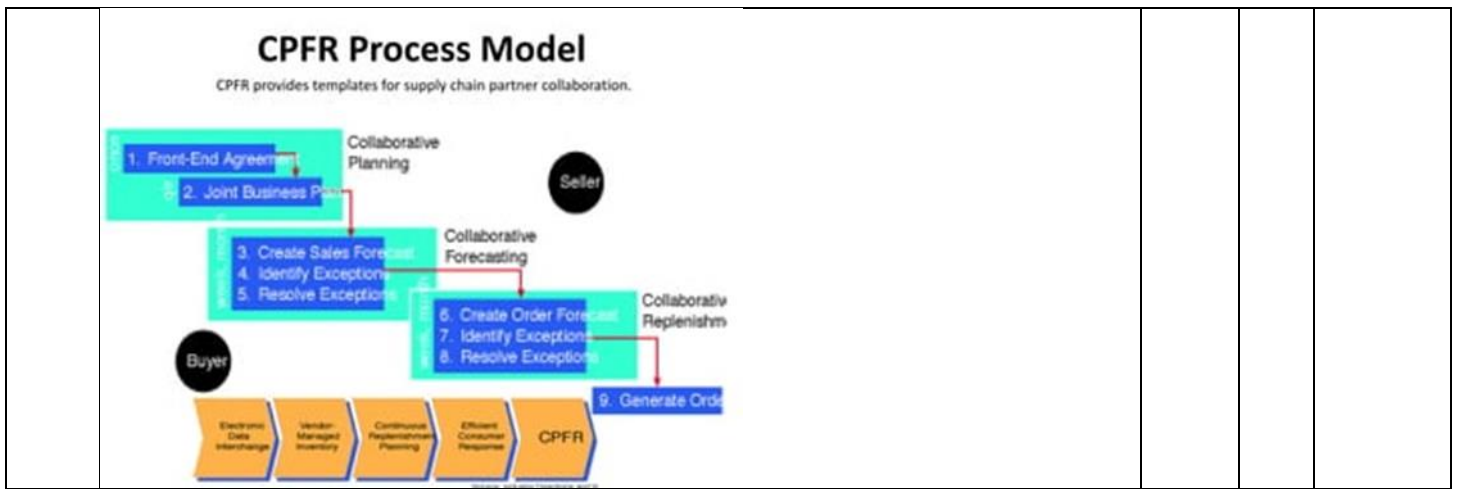 CPFR Process Model
CPFR provides templates for supply chain partner collaboration.
Collaborative
Planning
1. Front-End Agreement
2. Joint Business Plan
Seller
Collaborative
Forecasting
3. Create Sales Forecast
4. Identify Exceptions
5. Resolve Exceptions
Collaborativ
Replenishm
6. Create Order Forecast
7. Identify Exceptions
8. Resolve Exceptions
Buyer
9. Generate Orde
Electronic
Data
Interchange
Vendor-
Managed
Inventory
Continuous
Replenishmen
Planning
Efficient
Consumer
Response
CPFR